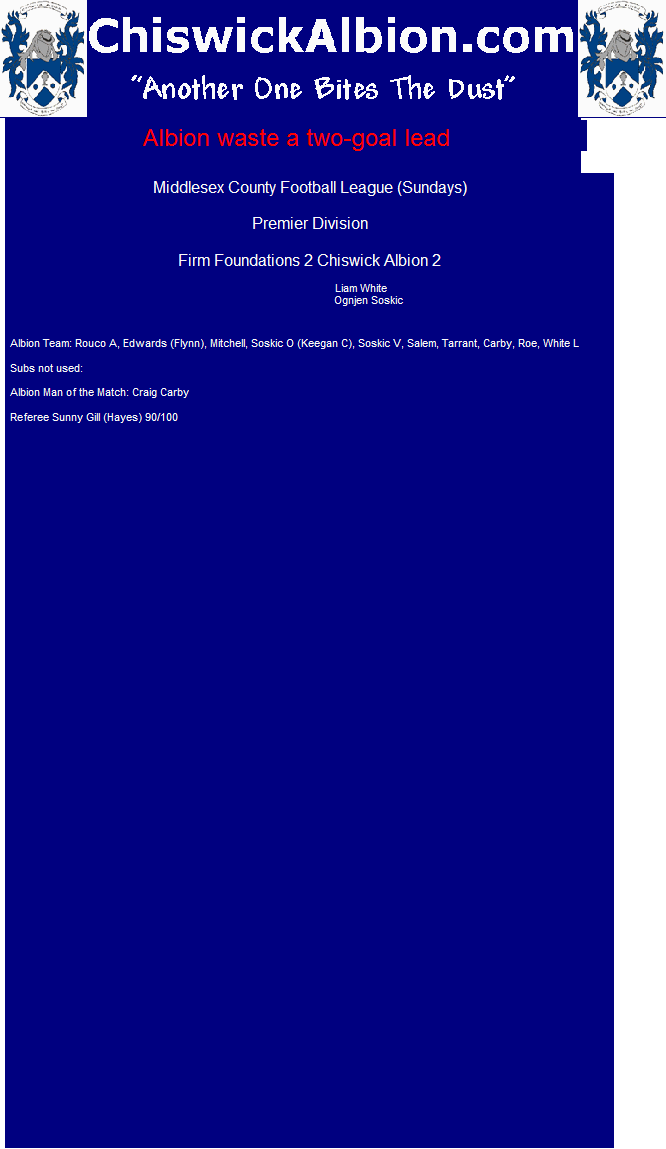 ChiswickAlbion.com
“Another One Bites The Dust”
Albion waste a two-goal lead
Middlesex County Football League (Sundays)
Premier Division
Firm Foundations 2 Chiswick Albion 2
Liam White
Ognjen Soskic
Albion Team: Rouco A, Edwards (Flynn), Mitchell, Soskic O (Keegan C), Soskic V, Salem, Tarrant, Carby, Roe, White L
Subs not used:
Albion Man of the Match: Craig Carby
Referee Sunny Gill (Hayes) 90/100